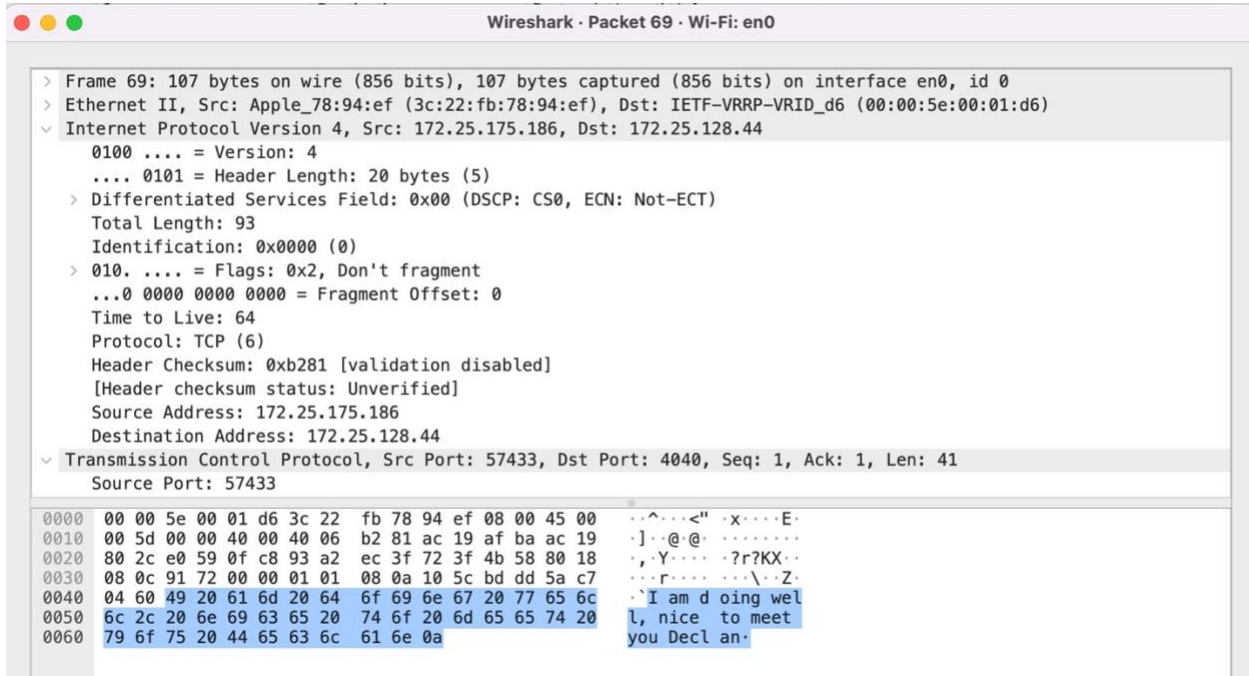 Wireshark · Packet 69 · Wi-Fi: en0
> Frame 69: 107 bytes on wire (856 bits), 107 bytes captured (856 bits) on interface en0, id 0
> Ethernet II, Src: Apple_78:94:ef (3c:22:fb:78:94:ef), Dst: IETF-VRRP-VRID_d6 (00:00:5e:00:01:d6)
Internet Protocol Version 4, Src: 172.25.175.186, Dst: 172.25.128.44
0100 .... = Version: 4
.... 0101 = Header Length: 20 bytes (5)
> Differentiated Services Field: 0x00 (DSCP: CS0, ECN: Not-ECT)
Total Length: 93
Identification: 0x0000 (0)
> 010. .... = Flags: 0x2, Don't fragment
...0 0000 0000 0000 = Fragment Offset: 0
Time to Live: 64
Protocol: TCP (6)
Header Checksum: 0xb281 [validation disabled]
[Header checksum status: Unverified]
Source Address: 172.25.175.186
Destination Address: 172.25.128.44
Transmission Control Protocol, Src Port: 57433, Dst Port: 4040, Seq: 1, Ack: 1, Len: 41
Source Port: 57433
0000 00 00 5e 00 01 d6 3c 22 fb 78 94 ef 08 00 45 00 ··^···<" ·x····E·
0010 00 5d 00 00 40 00 40 06 b2 81 ac 19 af ba ac 19 ·]··@·@· ········
0020 80 2c e0 59 0f c8 93 a2 ec 3f 72 3f 4b 58 80 18 ·,·Y···· ·?r?KX··
0030 08 0c 91 72 00 00 01 01 08 0a 10 5c bd dd 5a c7 ···r···· ···\··Z·
0040 04 60 49 20 61 6d 20 64 6f 69 6e 67 20 77 65 6c ·`I am d oing wel
0050 6c 2c 20 6e 69 63 65 20 74 6f 20 6d 65 65 74 20 l, nice to meet
0060 79 6f 75 20 44 65 63 6c 61 6e 0a you Decl an·